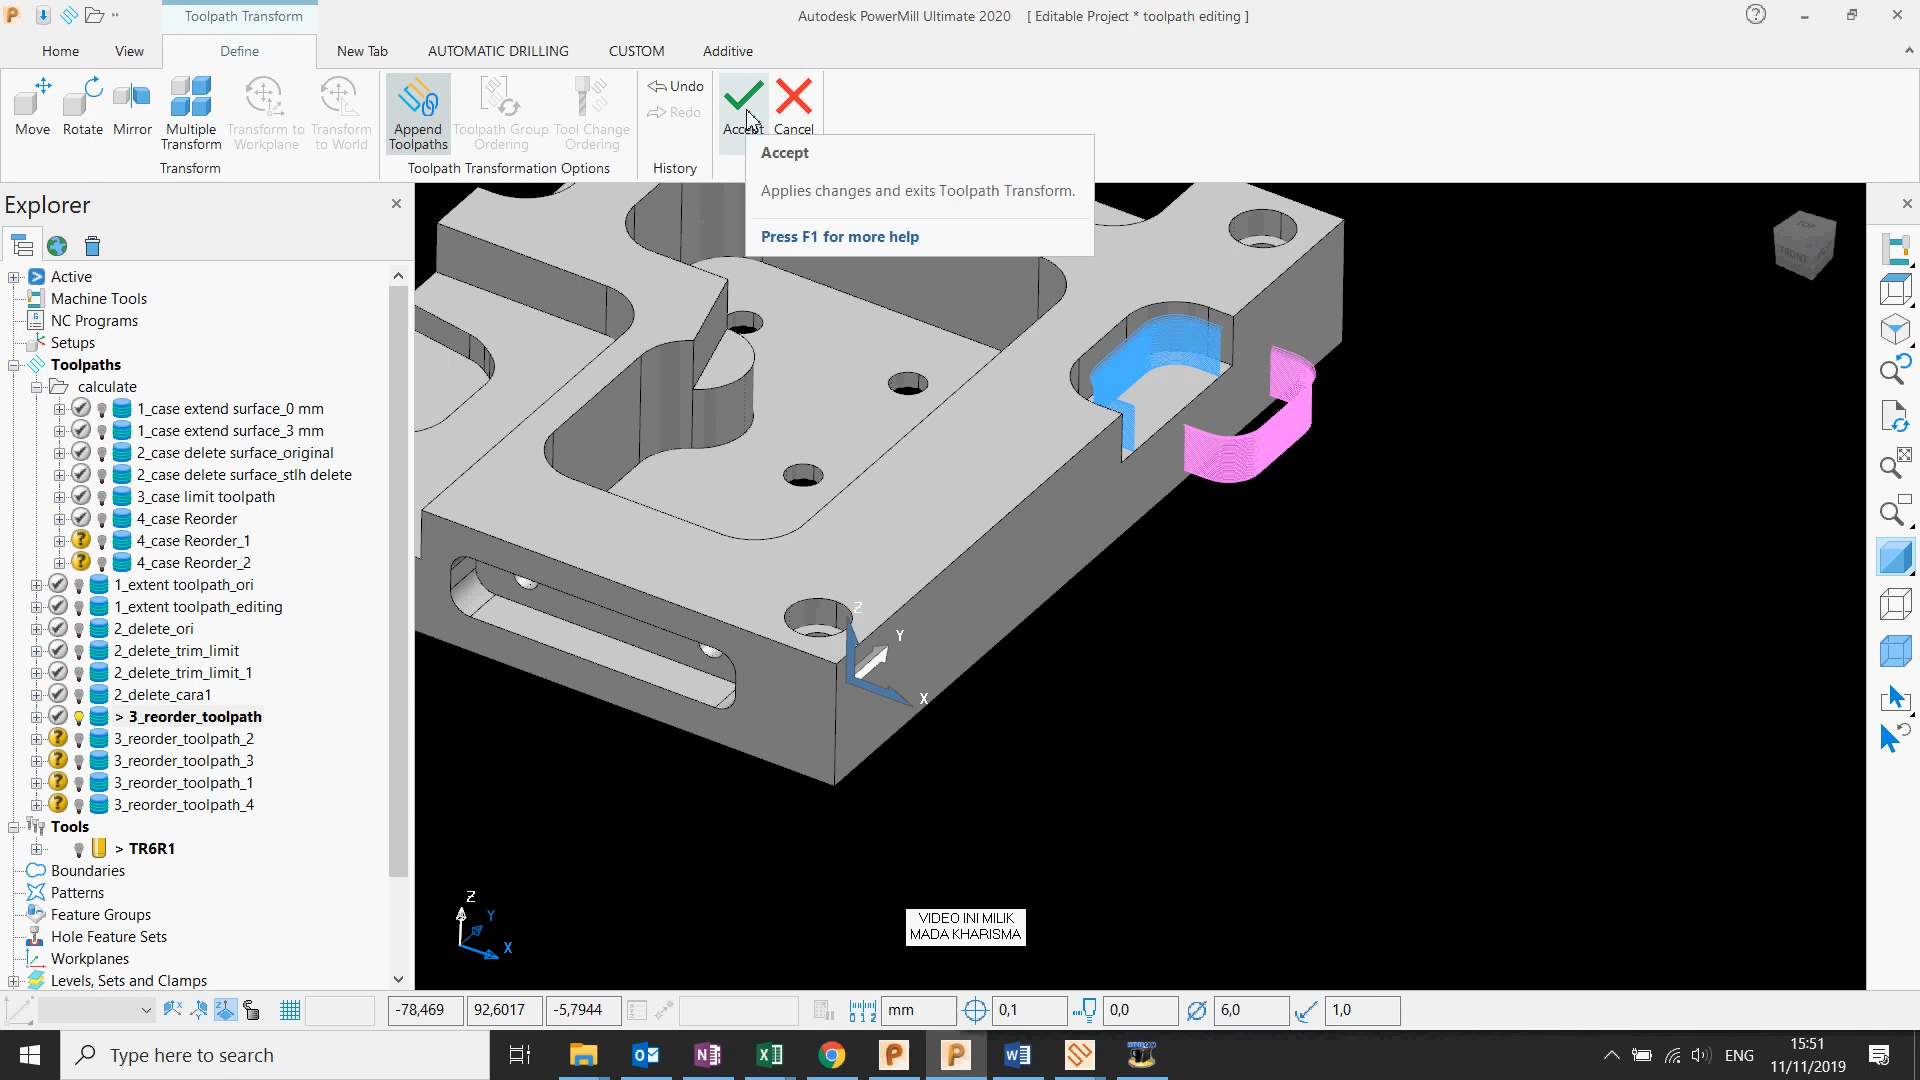 Toolpath Transform
Autodesk PowerMill Ultimate 2020 [ Editable Project * toolpath editing ]
Home
View
Define
New Tab
AUTOMATIC DRILLING
CUSTOM
Additive
Move
Rotate
Mirror
Multiple
Transform
Transform to
Workplane
Transform
to World
Transform
Append
Toolpaths
Toolpath Group
Ordering
Tool Change
Ordering
Toolpath Transformation Options
Undo
Redo
History
Accept
Cancel
Accept
Applies changes and exits Toolpath Transform.
Press F1 for more help
Explorer
Active
Machine Tools
NC Programs
Setups
Toolpaths
calculate
1_case extend surface_0 mm
1_case extend surface_3 mm
2_case delete surface_original
2_case delete surface_stlh delete
3_case limit toolpath
4_case Reorder
4_case Reorder_1
4_case Reorder_2
1_extent toolpath_ori
1_extent toolpath_editing
2_delete_ori
2_delete_trim_limit
2_delete_trim_limit_1
2_delete_cara1
> 3_reorder_toolpath
3_reorder_toolpath_2
3_reorder_toolpath_3
3_reorder_toolpath_1
3_reorder_toolpath_4
Tools
> TR6R1
Boundaries
Patterns
Feature Groups
Hole Feature Sets
Workplanes
Levels, Sets and Clamps
TOP
FRONT
Z
Y
X
Z
Y
X
VIDEO INI MILIK
MADA KHARISMA
-78,469
92,6017
-5,7944
mm
0,1
0,0
6,0
1,0
Type here to search
ENG
15:51
11/11/2019